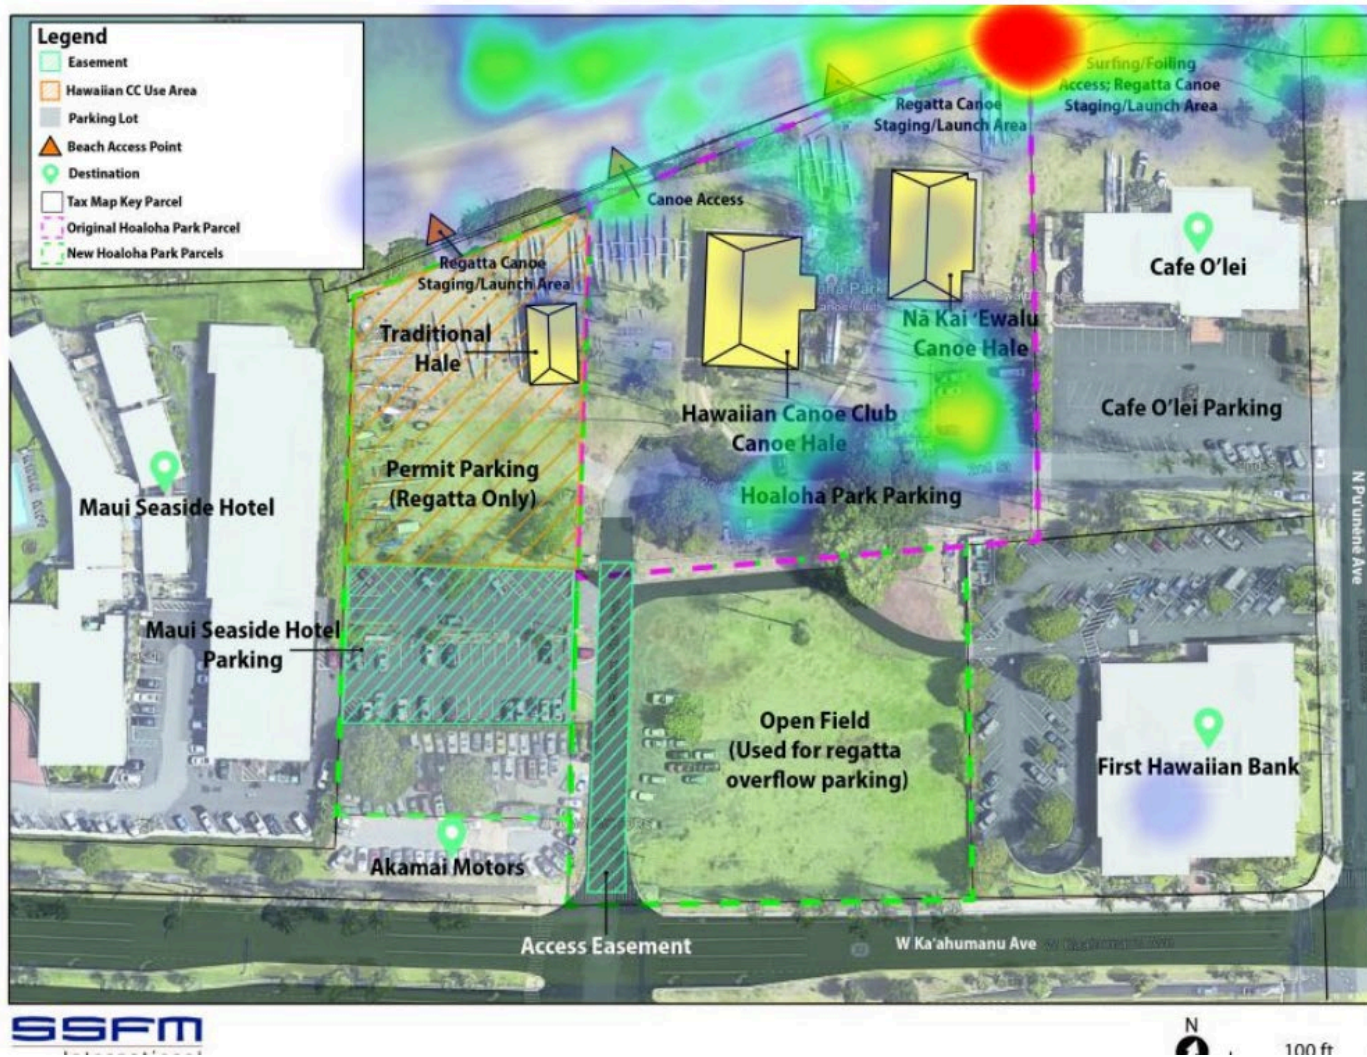 Legend
Easement
Hawaiian CC Use Area
Parking Lot
Beach Access Point
Destination
Tax Map Key Parcel
Original Hoaloha Park Parcel
New Hoaloha Park Parcels
Surfing/Foiling
Access; Regatta Canoe
Staging/Launch Area
Regatta Canoe
Staging/Launch Area
Canoe Access
Regatta Canoe
Staging/Launch Area
Cafe O'lei
Traditional
Hale
Nā Kai ʻEwalu
Canoe Hale
Hawaiian Canoe Club
Canoe Hale
Cafe O'lei Parking
Permit Parking
(Regatta Only)
Hoaloha Park Parking
Maui Seaside Hotel
N Pu'unēnē Ave
Maui Seaside Hotel
Parking
Open Field
(Used for regatta
overflow parking)
First Hawaiian Bank
Akamai Motors
Access Easement
W Ka'ahumanu Ave
SSFM
International
N
100 ft